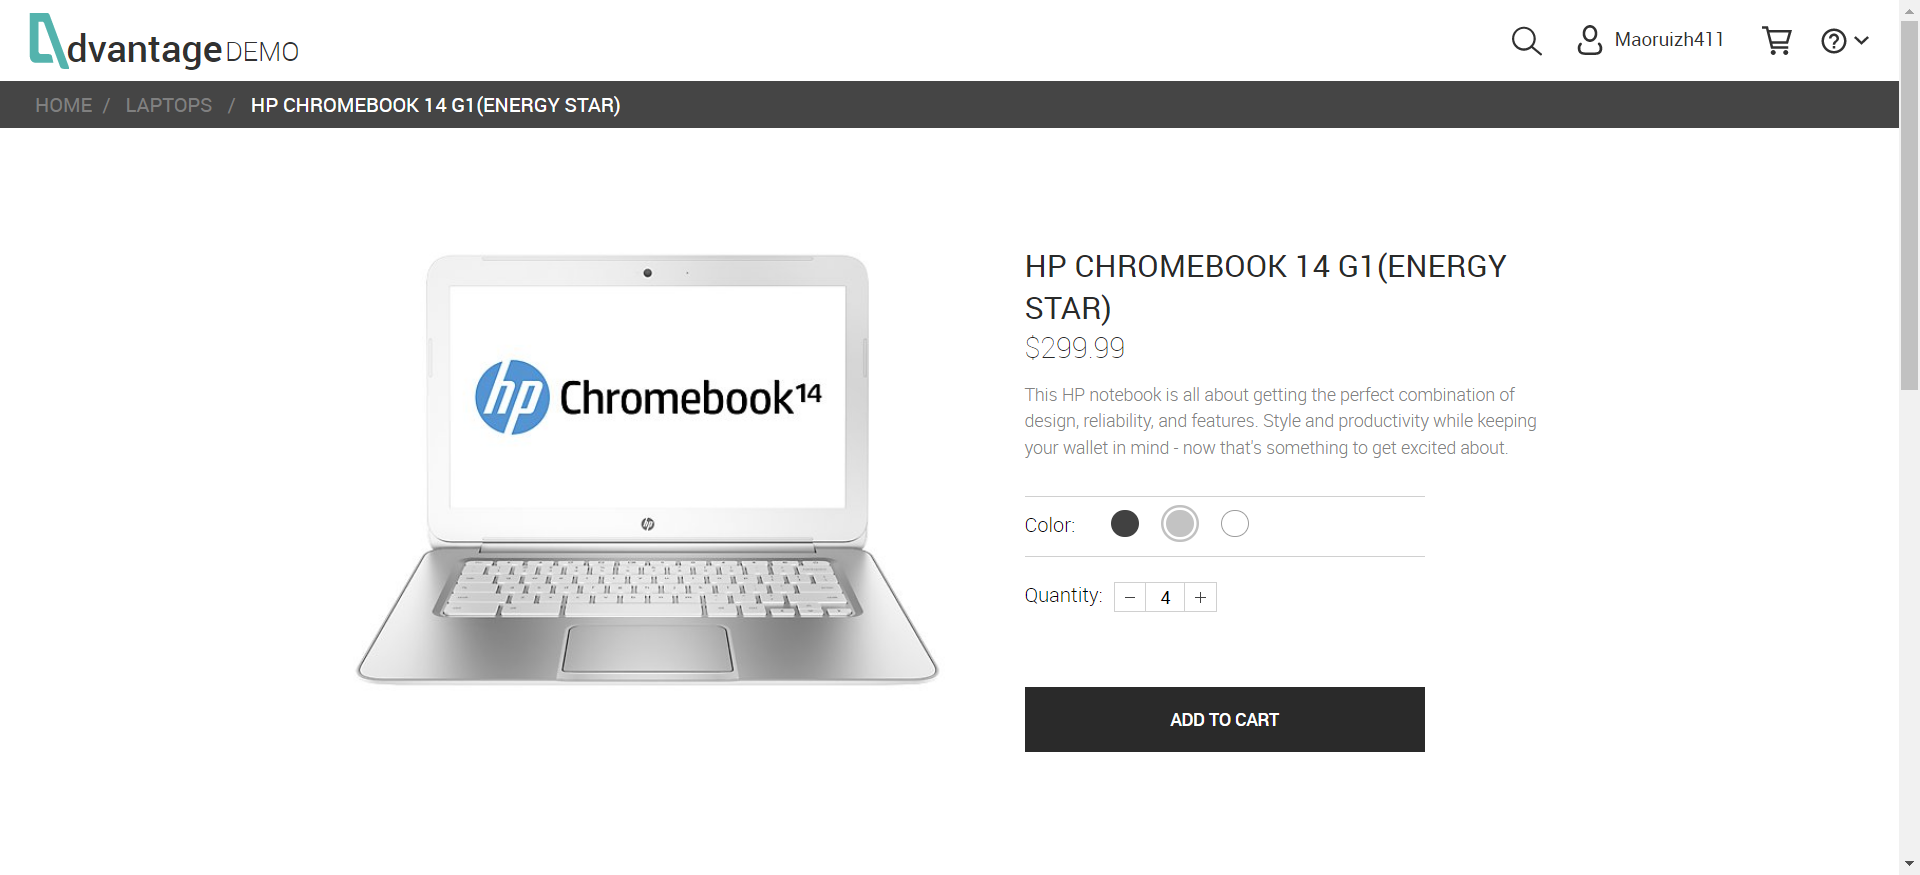 dvantage DEMO
Maoruizh411
HOME / LAPTOPS / HP CHROMEBOOK 14 G1(ENERGY STAR)
hp Chromebook14
hp
HP CHROMEBOOK 14 G1(ENERGY
STAR)
$299.99
This HP notebook is all about getting the perfect combination of
design, reliability, and features. Style and productivity while keeping
your wallet in mind - now that's something to get excited about.
Color:
Quantity: − 4 +
ADD TO CART